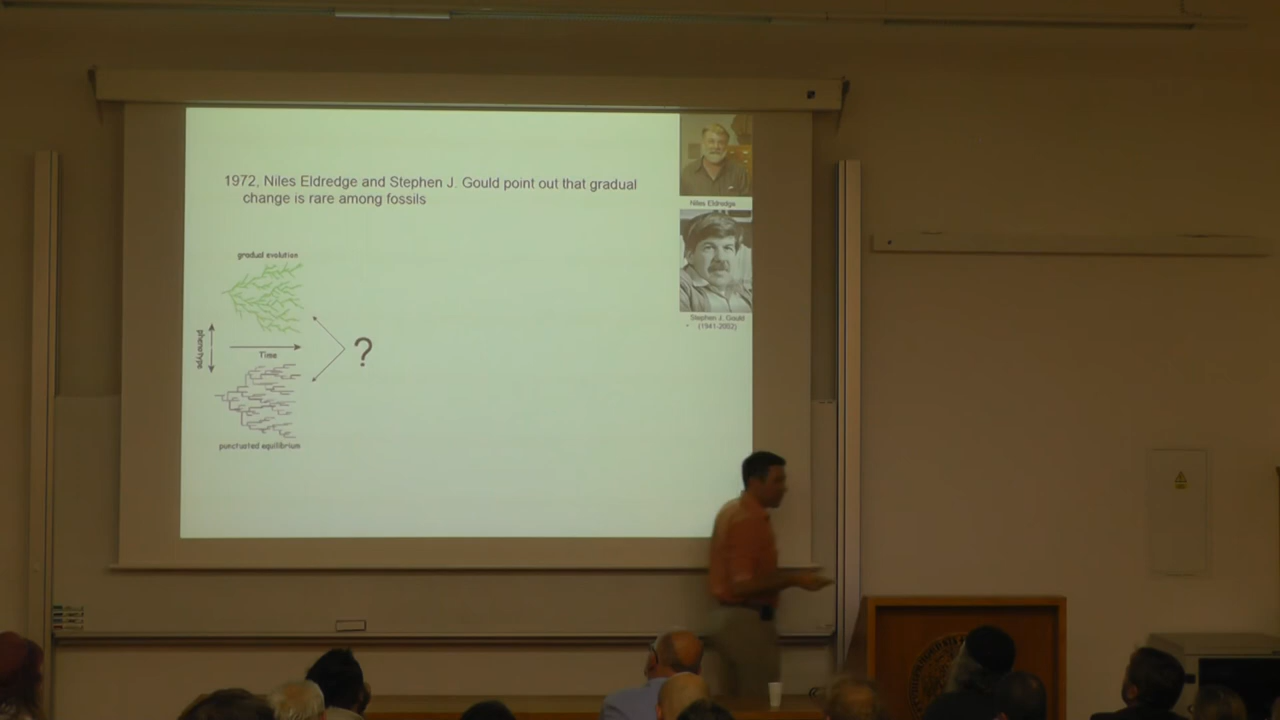 1972, Niles Eldredge and Stephen J. Gould point out that gradual
change is rare among fossils
Niles Eldredge
Stephen J. Gould
(1941-2002)
gradual evolution
phenotype
Time
?
punctuated equilibrium